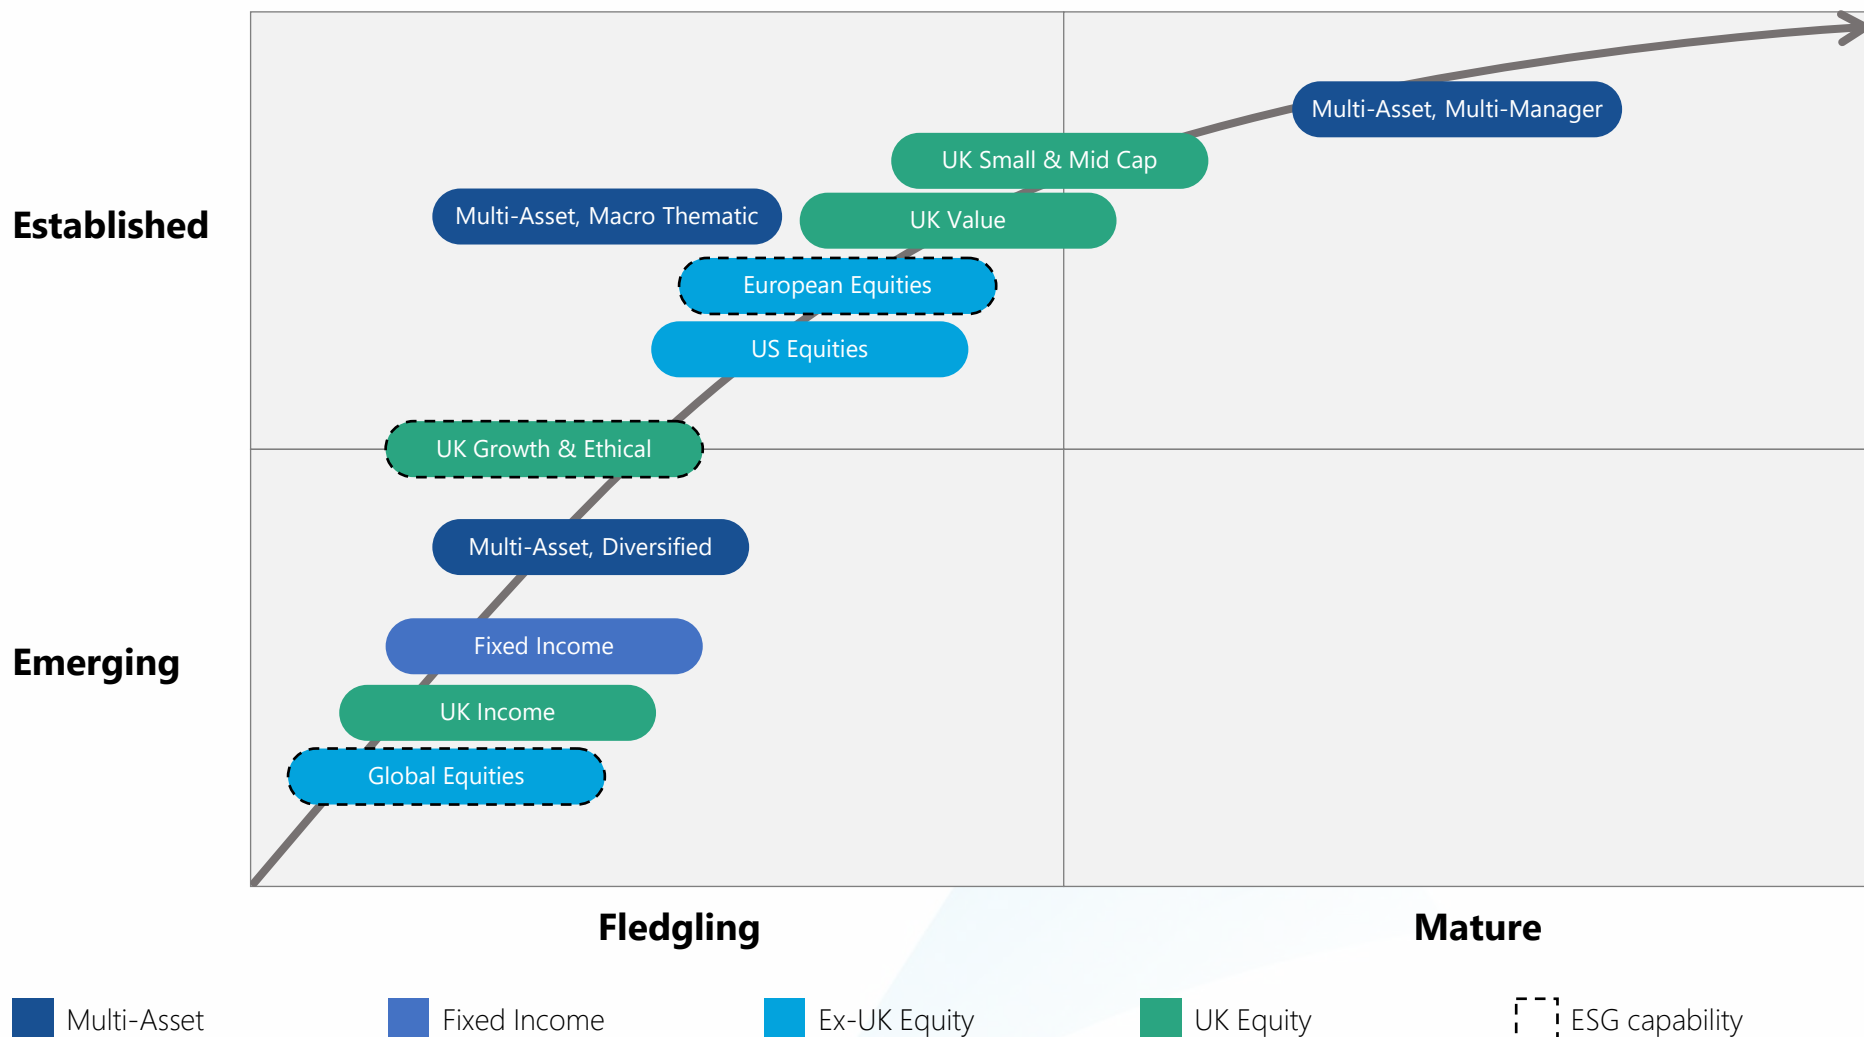 Multi-Asset, Multi-Manager
UK Small & Mid Cap
Established
Multi-Asset, Macro Thematic
UK Value
European Equities
US Equities
UK Growth & Ethical
Multi-Asset, Diversified
Emerging
Fixed Income
UK Income
Global Equities
Fledgling
Mature
Multi-Asset
Fixed Income
Ex-UK Equity
UK Equity
ESG capability